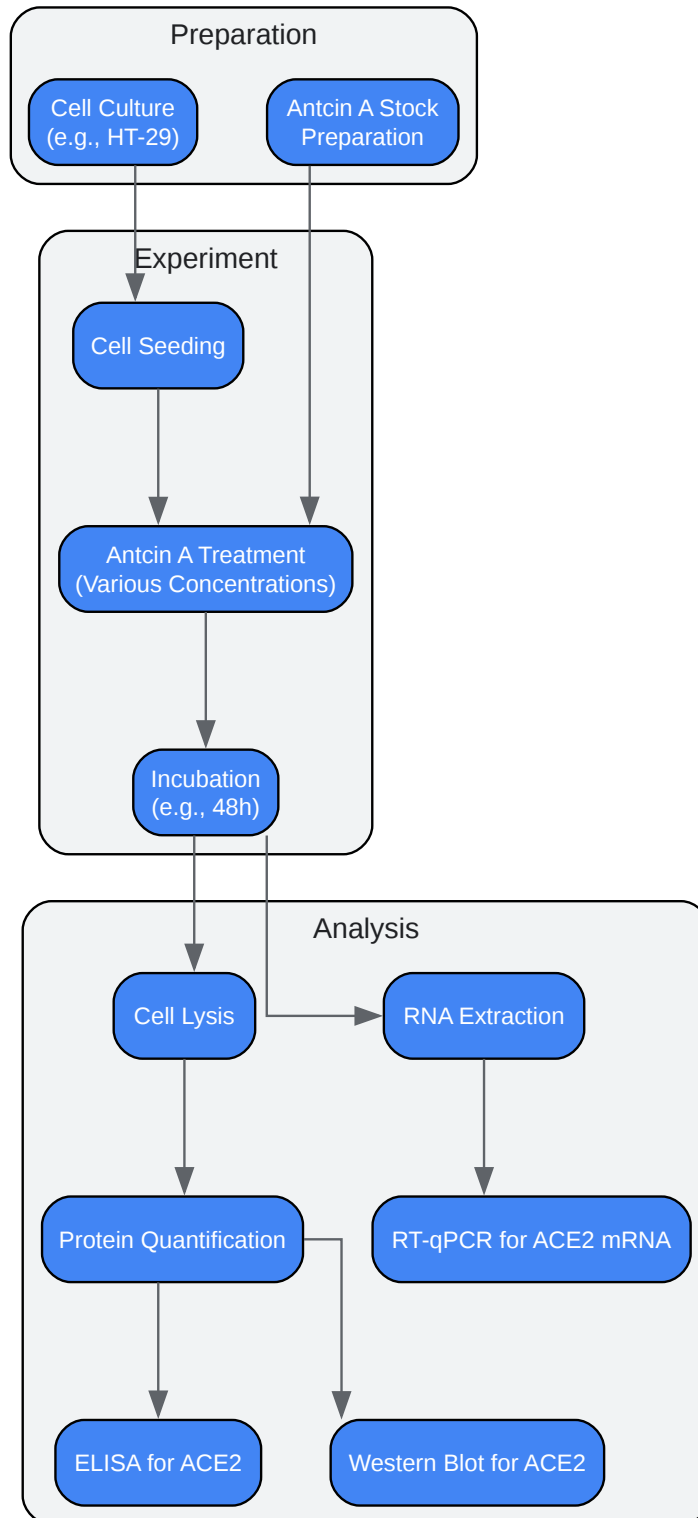 Preparation
Cell Culture
(e.g., HT-29)
Antcin A Stock
Preparation
Experiment
Cell Seeding
Antcin A Treatment
(Various Concentrations)
Incubation
(e.g., 48h)
Analysis
Cell Lysis
RNA Extraction
Protein Quantification
RT-qPCR for ACE2 mRNA
ELISA for ACE2
Western Blot for ACE2